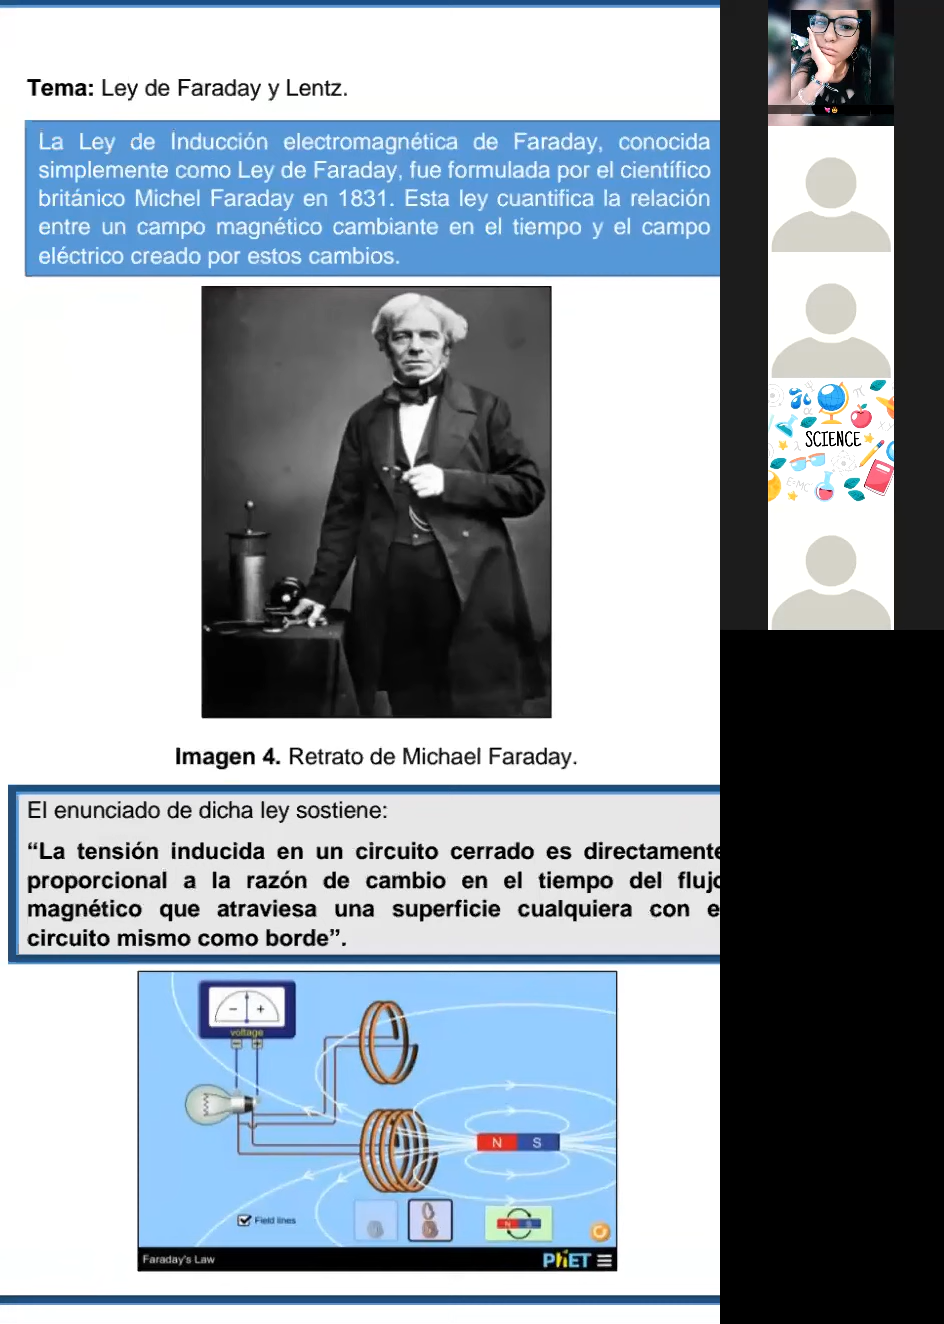 Tema: Ley de Faraday y Lentz.
La Ley de Inducción electromagnética de Faraday, conocida
simplemente como Ley de Faraday, fue formulada por el científico
británico Michel Faraday en 1831. Esta ley cuantifica la relación
entre un campo magnético cambiante en el tiempo y el campo
eléctrico creado por estos cambios.
SCIENCE
E=MC²
Imagen 4. Retrato de Michael Faraday.
El enunciado de dicha ley sostiene:
“La tensión inducida en un circuito cerrado es directamente
proporcional a la razón de cambio en el tiempo del flujo
magnético que atraviesa una superficie cualquiera con e
circuito mismo como borde”.
− +
voltage
− +
N S
Field lines
N S
Faraday's Law
PhET